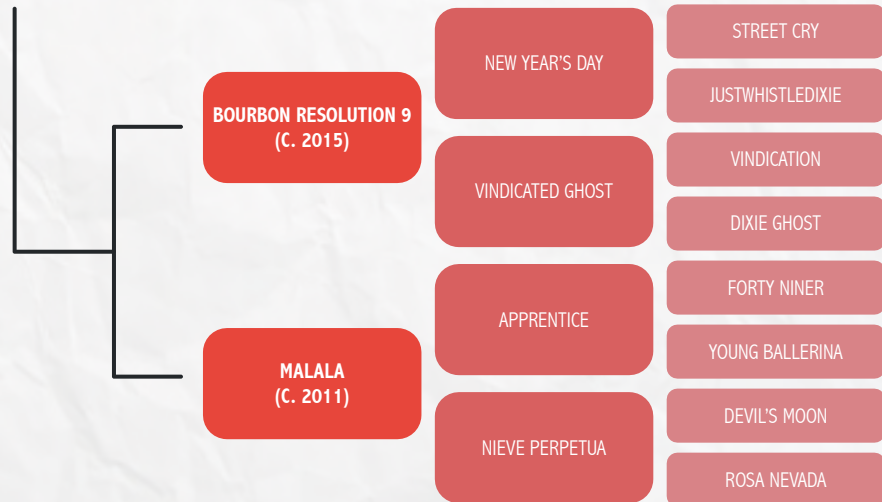 BOURBON RESOLUTION 9
(C. 2015)
MALALA
(C. 2011)
NEW YEAR'S DAY
VINDICATED GHOST
APPRENTICE
NIEVE PERPETUA
STREET CRY
JUSTWHISTLEDIXIE
VINDICATION
DIXIE GHOST
FORTY NINER
YOUNG BALLERINA
DEVIL'S MOON
ROSA NEVADA